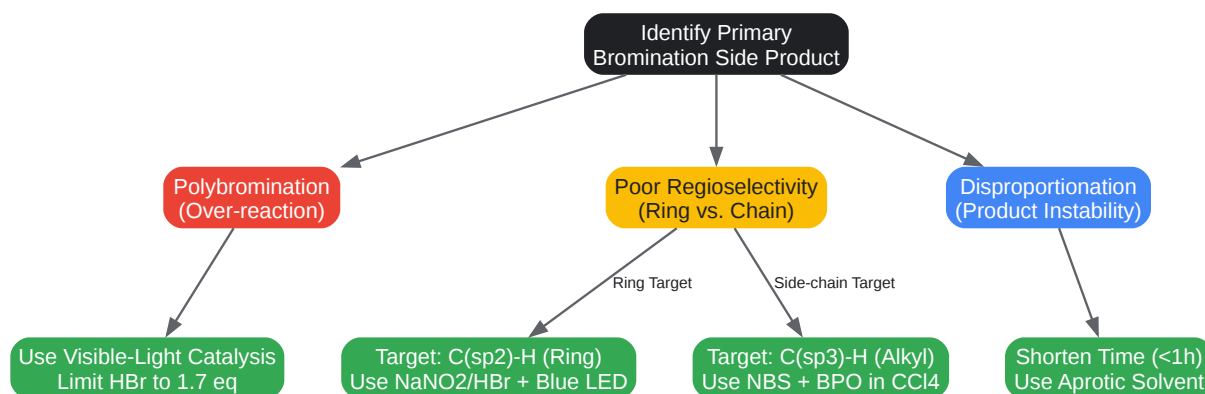 Identify Primary
Bromination Side Product
Polybromination
(Over-reaction)
Poor Regioselectivity
(Ring vs. Chain)
Disproportionation
(Product Instability)
Ring Target
Side-chain Target
Use Visible-Light Catalysis
Limit HBr to 1.7 eq
Target: C(sp2)-H (Ring)
Use NaNO2/HBr + Blue LED
Target: C(sp3)-H (Alkyl)
Use NBS + BPO in CCl4
Shorten Time (<1h)
Use Aprotic Solvent